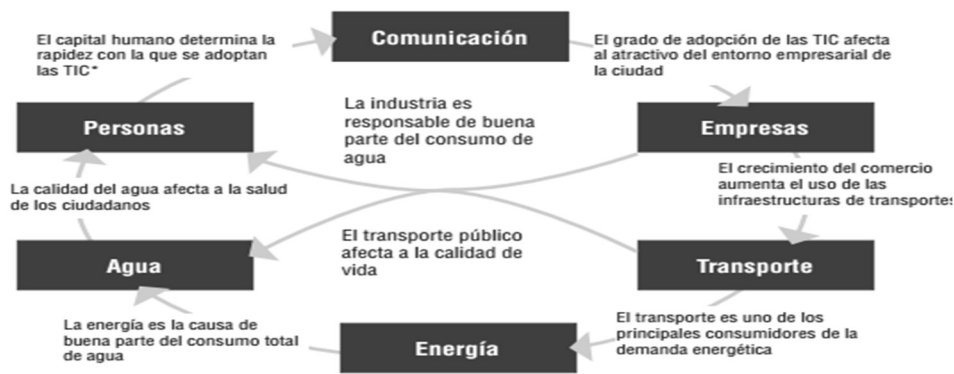 Comunicación
El capital humano determina la
rapidez con la que se adoptan
las TIC*
El grado de adopción de las TIC afecta
al atractivo del entorno empresarial de
la ciudad
La industria es
responsable de buena
parte del consumo de
agua
Personas
Empresas
El crecimiento del comercio
aumenta el uso de las
infraestructuras de transportes
La calidad del agua afecta a la salud
de los ciudadanos
El transporte público
afecta a la calidad de
vida
Agua
Transporte
La energía es la causa de
buena parte del consumo total
de agua
Energía
El transporte es uno de los
principales consumidores de la
demanda energética